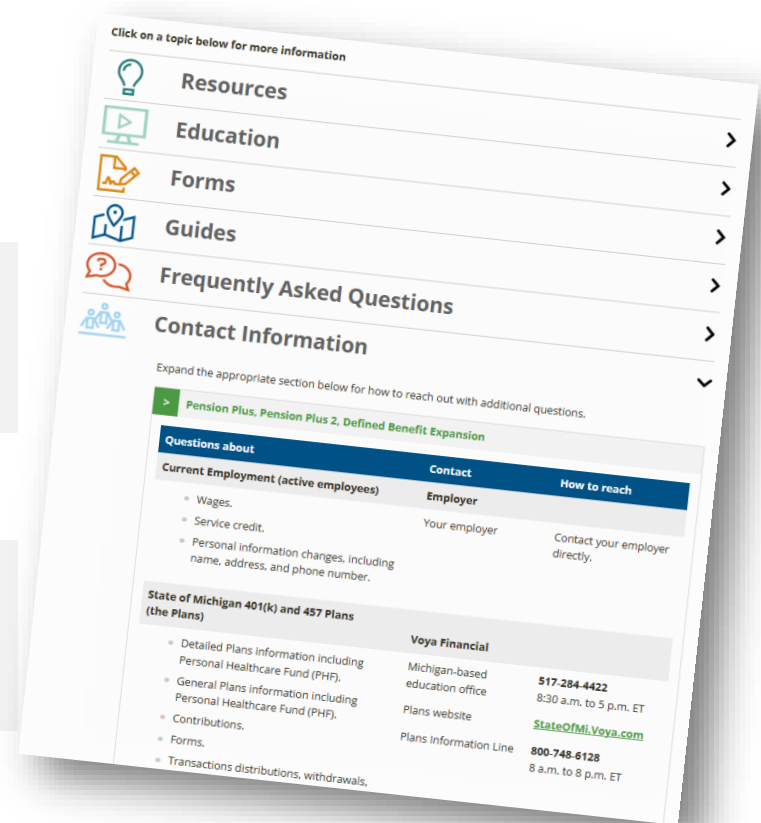 Click on a topic below for more information
Resources
Education
Forms
Guides
Frequently Asked Questions
Contact Information
Expand the appropriate section below for how to reach out with additional questions.
> Pension Plus, Pension Plus 2, Defined Benefit Expansion
Questions about Contact How to reach
Current Employment (active employees) Employer
Wages.
Service credit.
Personal information changes, including
name, address, and phone number.
Your employer
Contact your employer
directly.
State of Michigan 401(k) and 457 Plans
(the Plans)
Voya Financial
Detailed Plans information including
Personal Healthcare Fund (PHF).
General Plans information including
Personal Healthcare Fund (PHF).
Contributions.
Forms.
Transactions distributions, withdrawals,
Michigan-based
education office
517-284-4422
8:30 a.m. to 5 p.m. ET
Plans website
StateOfMi.Voya.com
Plans Information Line
800-748-6128
8 a.m. to 8 p.m. ET